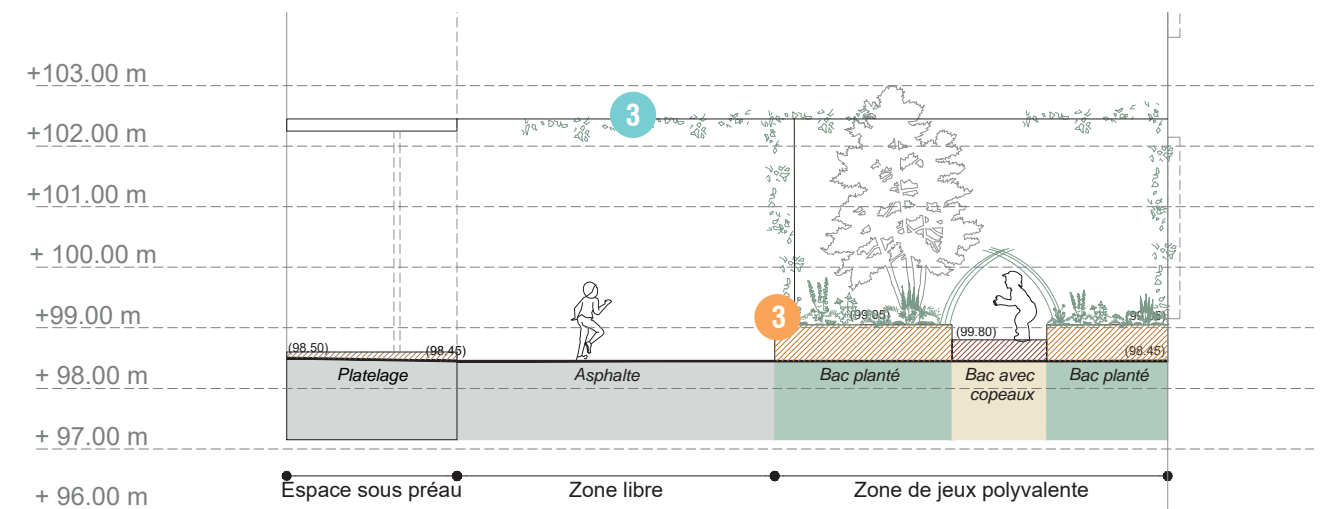 +103.00 m
3
+102.00 m
+101.00 m
+ 100.00 m
+99.00 m
3
(99.05)
(98.50)
(98.45)
(99.80)
(98.45)
+ 98.00 m
Platelage
Asphalte
Bac planté
Bac avec
copeaux
Bac planté
+ 97.00 m
Espace sous préau
Zone libre
Zone de jeux polyvalente
+ 96.00 m